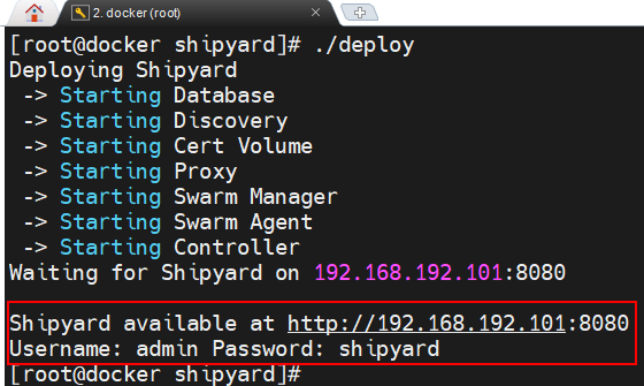 2. docker (root)
[root@docker shipyard]# ./deploy
Deploying Shipyard
-> Starting Database
-> Starting Discovery
-> Starting Cert Volume
-> Starting Proxy
-> Starting Swarm Manager
-> Starting Swarm Agent
-> Starting Controller
Waiting for Shipyard on 192.168.192.101:8080
Shipyard available at http://192.168.192.101:8080
Username: admin Password: shipyard
[root@docker shipyard]#